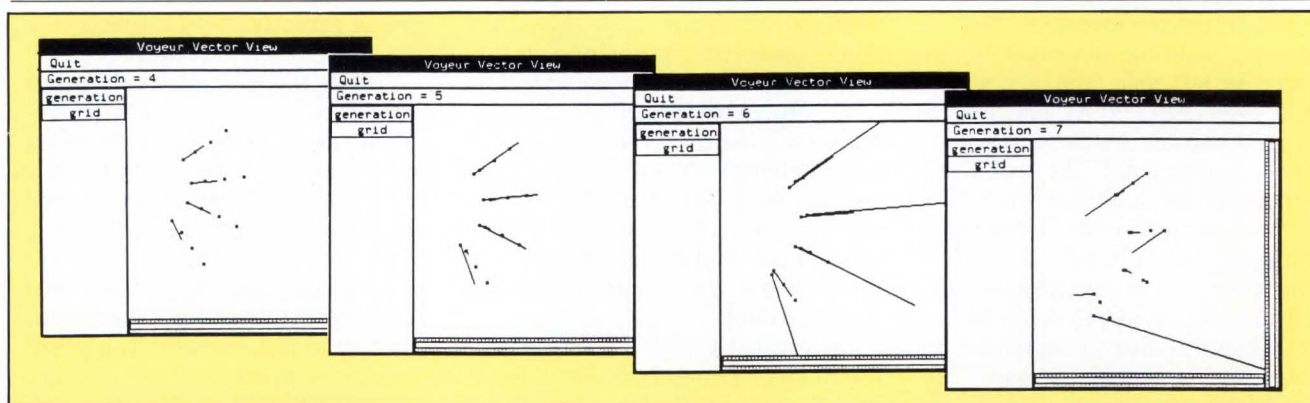 Voyeur Vector View
Quit
Generation = 4
generation
grid
Voyeur Vector View
Quit
Generation = 5
generation
grid
Voyeur Vector View
Quit
Generation = 6
generation
grid
Voyeur Vector View
Quit
Generation = 7
generation
grid